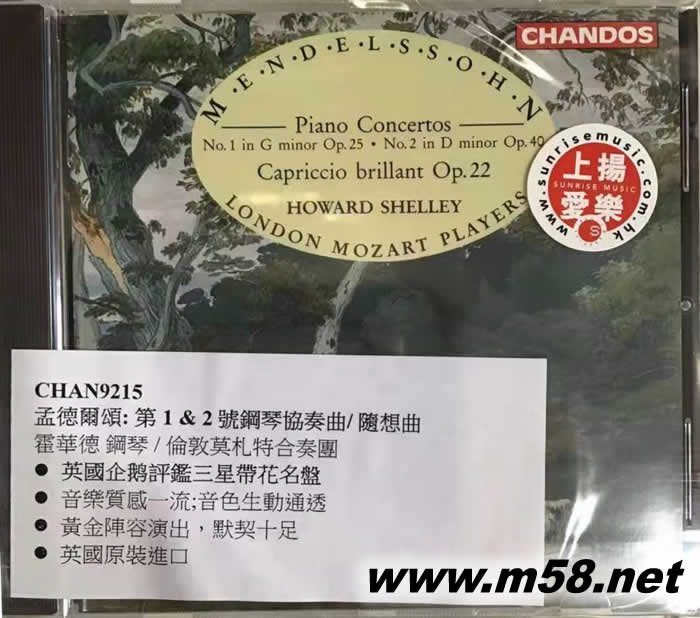 CHANDOS
MENDELSSOHN
Piano Concertos
No.1 in G minor Op.25 • No.2 in D minor Op.40
Capriccio brillant Op.22
HOWARD SHELLEY
LONDON MOZART PLAYERS
www.sunrisemusic.com.hk
上揚
SUNRISE MUSIC
愛樂
S
CHAN9215
孟德爾頌: 第 1 & 2 號鋼琴協奏曲/ 隨想曲
霍華德 鋼琴 / 倫敦莫札特合奏團
● 英國企鹅評鑑三星帶花名盤
● 音樂質感一流;音色生動通透
● 黃金陣容演出，默契十足
● 英國原裝進口
www.m58.net